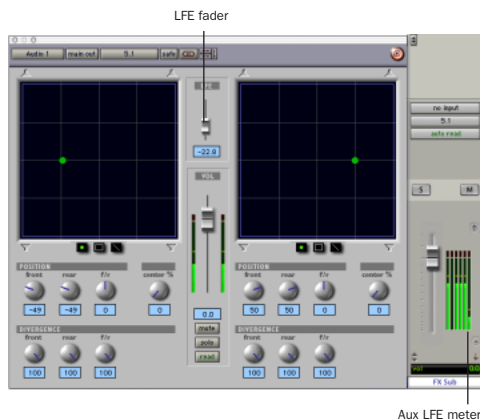 LFE fader
Audio 1 main out 5.1 safe
LFE
no input
5.1
auto read
-22.8
S M
VOL
POSITION
front rear f/r center %
-49 -49 0 0
POSITION
front rear f/r center %
50 50 0 0
0.0
mute
solo
read
DIVERGENCE
front rear f/r
100 100 100
DIVERGENCE
front rear f/r
100 100 100
vol 0.0
FX Sub
Aux LFE meter